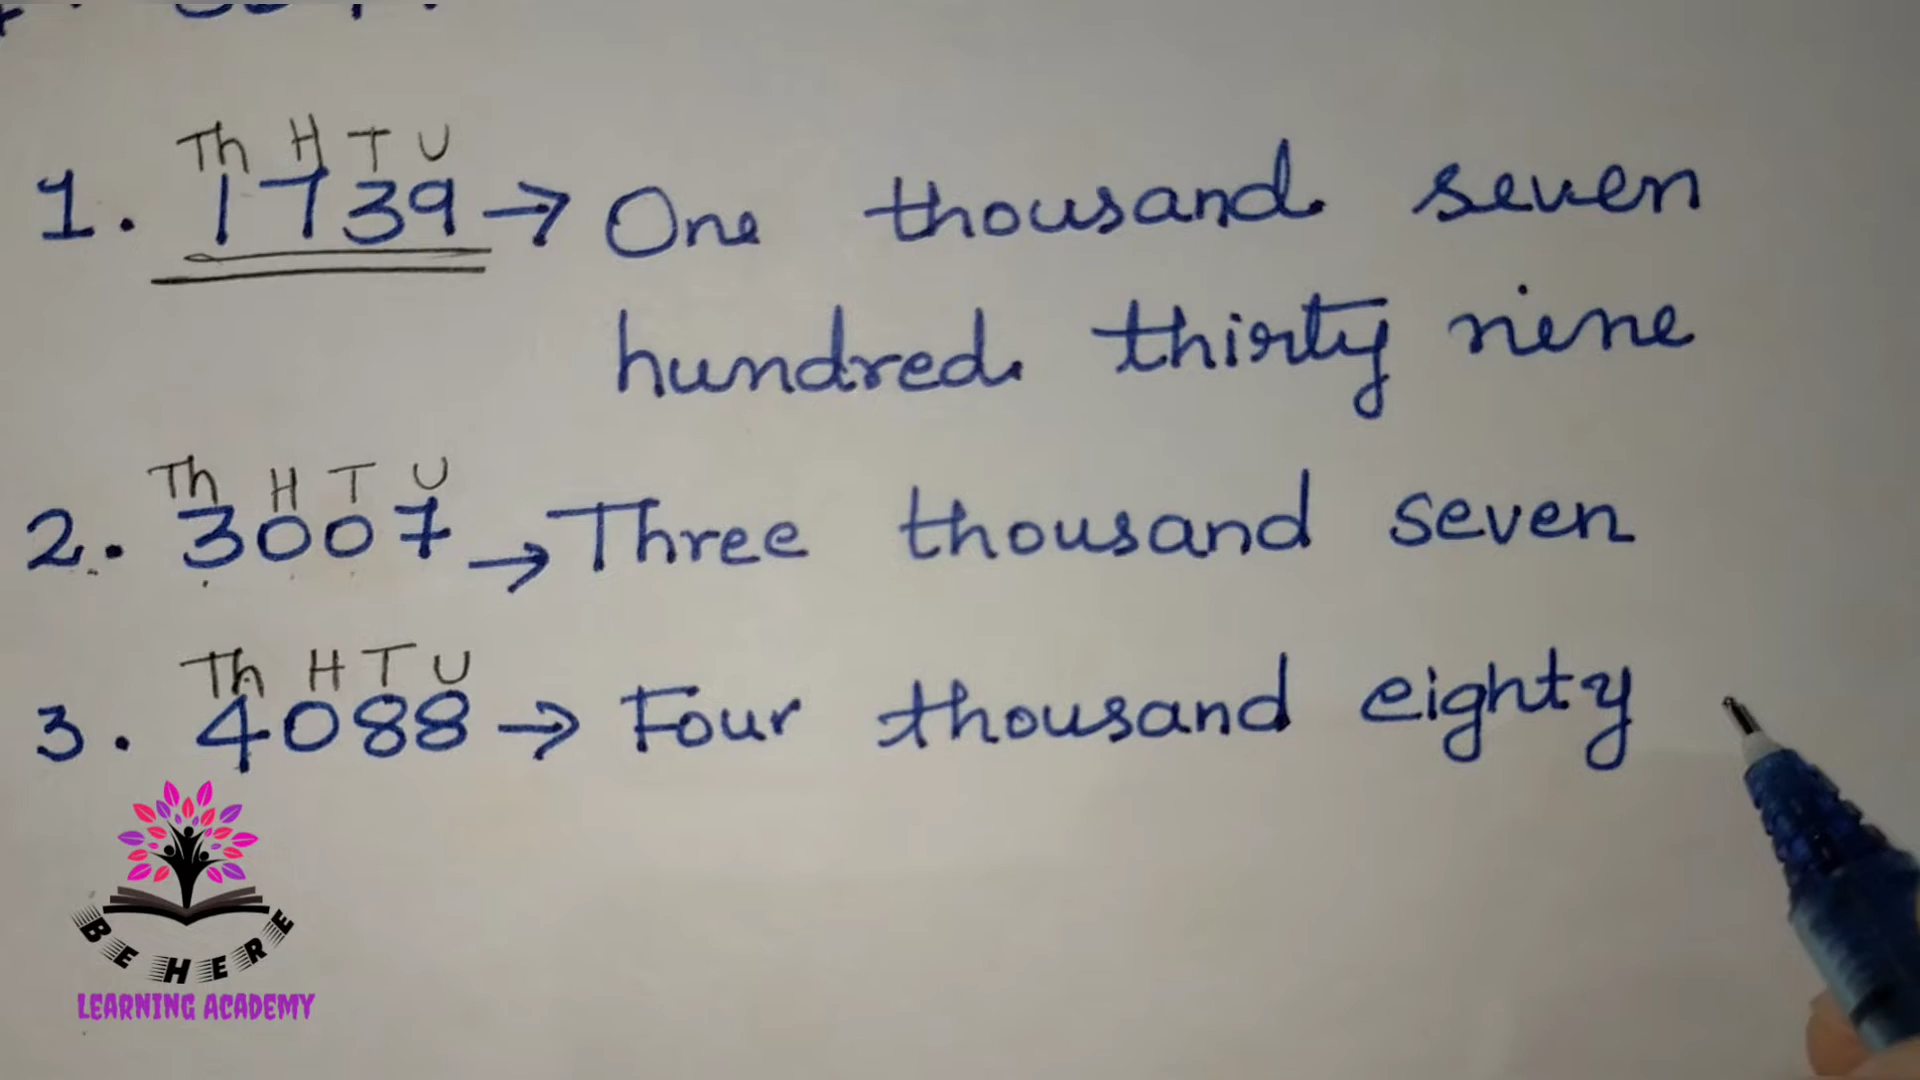 Th H T U
1. 1739 → One thousand seven
hundred thirty nine
Th H T U
2. 3007 → Three thousand seven
Th H T U
3. 4088 → Four thousand eighty
BE HERE
LEARNING ACADEMY